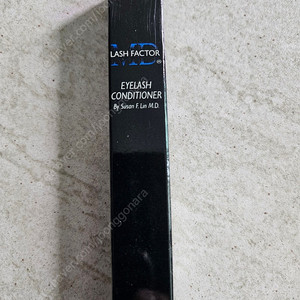 LASH FACTOR
MD®
EYELASH
CONDITIONER
By Susan F. Lin M.D.